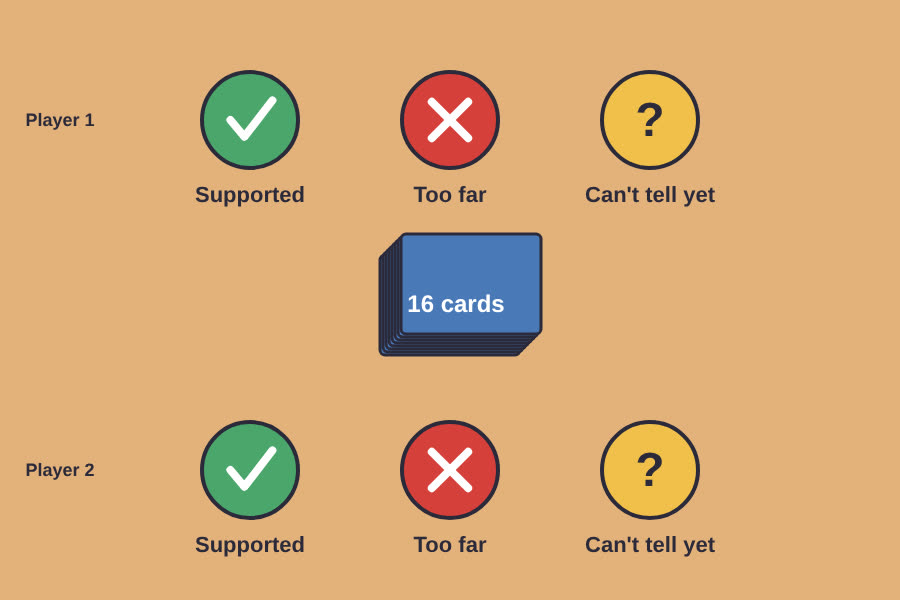 Player 1
?
Supported
Too far
Can't tell yet
16 cards
Player 2
?
Supported
Too far
Can't tell yet